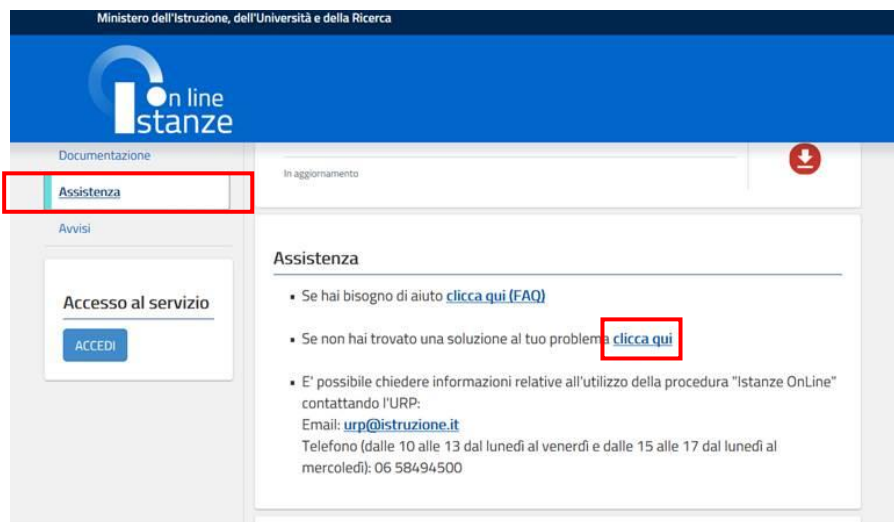 Ministero dell'Istruzione, dell'Università e della Ricerca
On line
Istanze
Documentazione
Assistenza
Avvisi
Accesso al servizio
ACCEDI
In aggiornamento
Assistenza
▪ Se hai bisogno di aiuto clicca qui (FAQ)
▪ Se non hai trovato una soluzione al tuo problema clicca qui
▪ E' possibile chiedere informazioni relative all'utilizzo della procedura "Istanze OnLine"
contattando l'URP:
Email: urp@istruzione.it
Telefono (dalle 10 alle 13 dal lunedì al venerdì e dalle 15 alle 17 dal lunedì al
mercoledì): 06 58494500